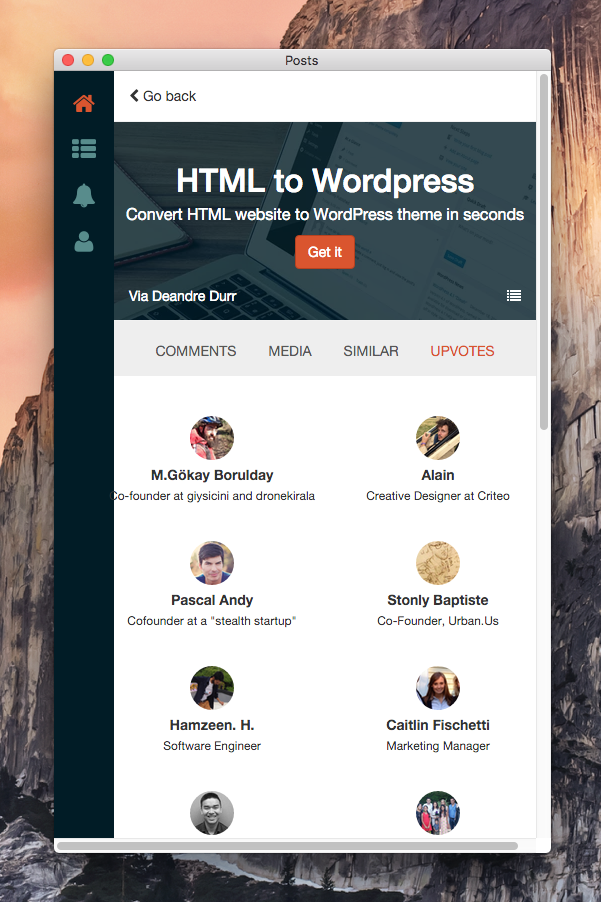 Posts
Go back
HTML to Wordpress
Convert HTML website to WordPress theme in seconds
Get it
Via Deandre Durr
COMMENTS MEDIA SIMILAR UPVOTES
M.Gökay Borulday Alain
Co-founder at giysicini and dronekirala Creative Designer at Criteo
Pascal Andy Stonly Baptiste
Cofounder at a "stealth startup" Co-Founder, Urban.Us
Hamzeen. H. Caitlin Fischetti
Software Engineer Marketing Manager